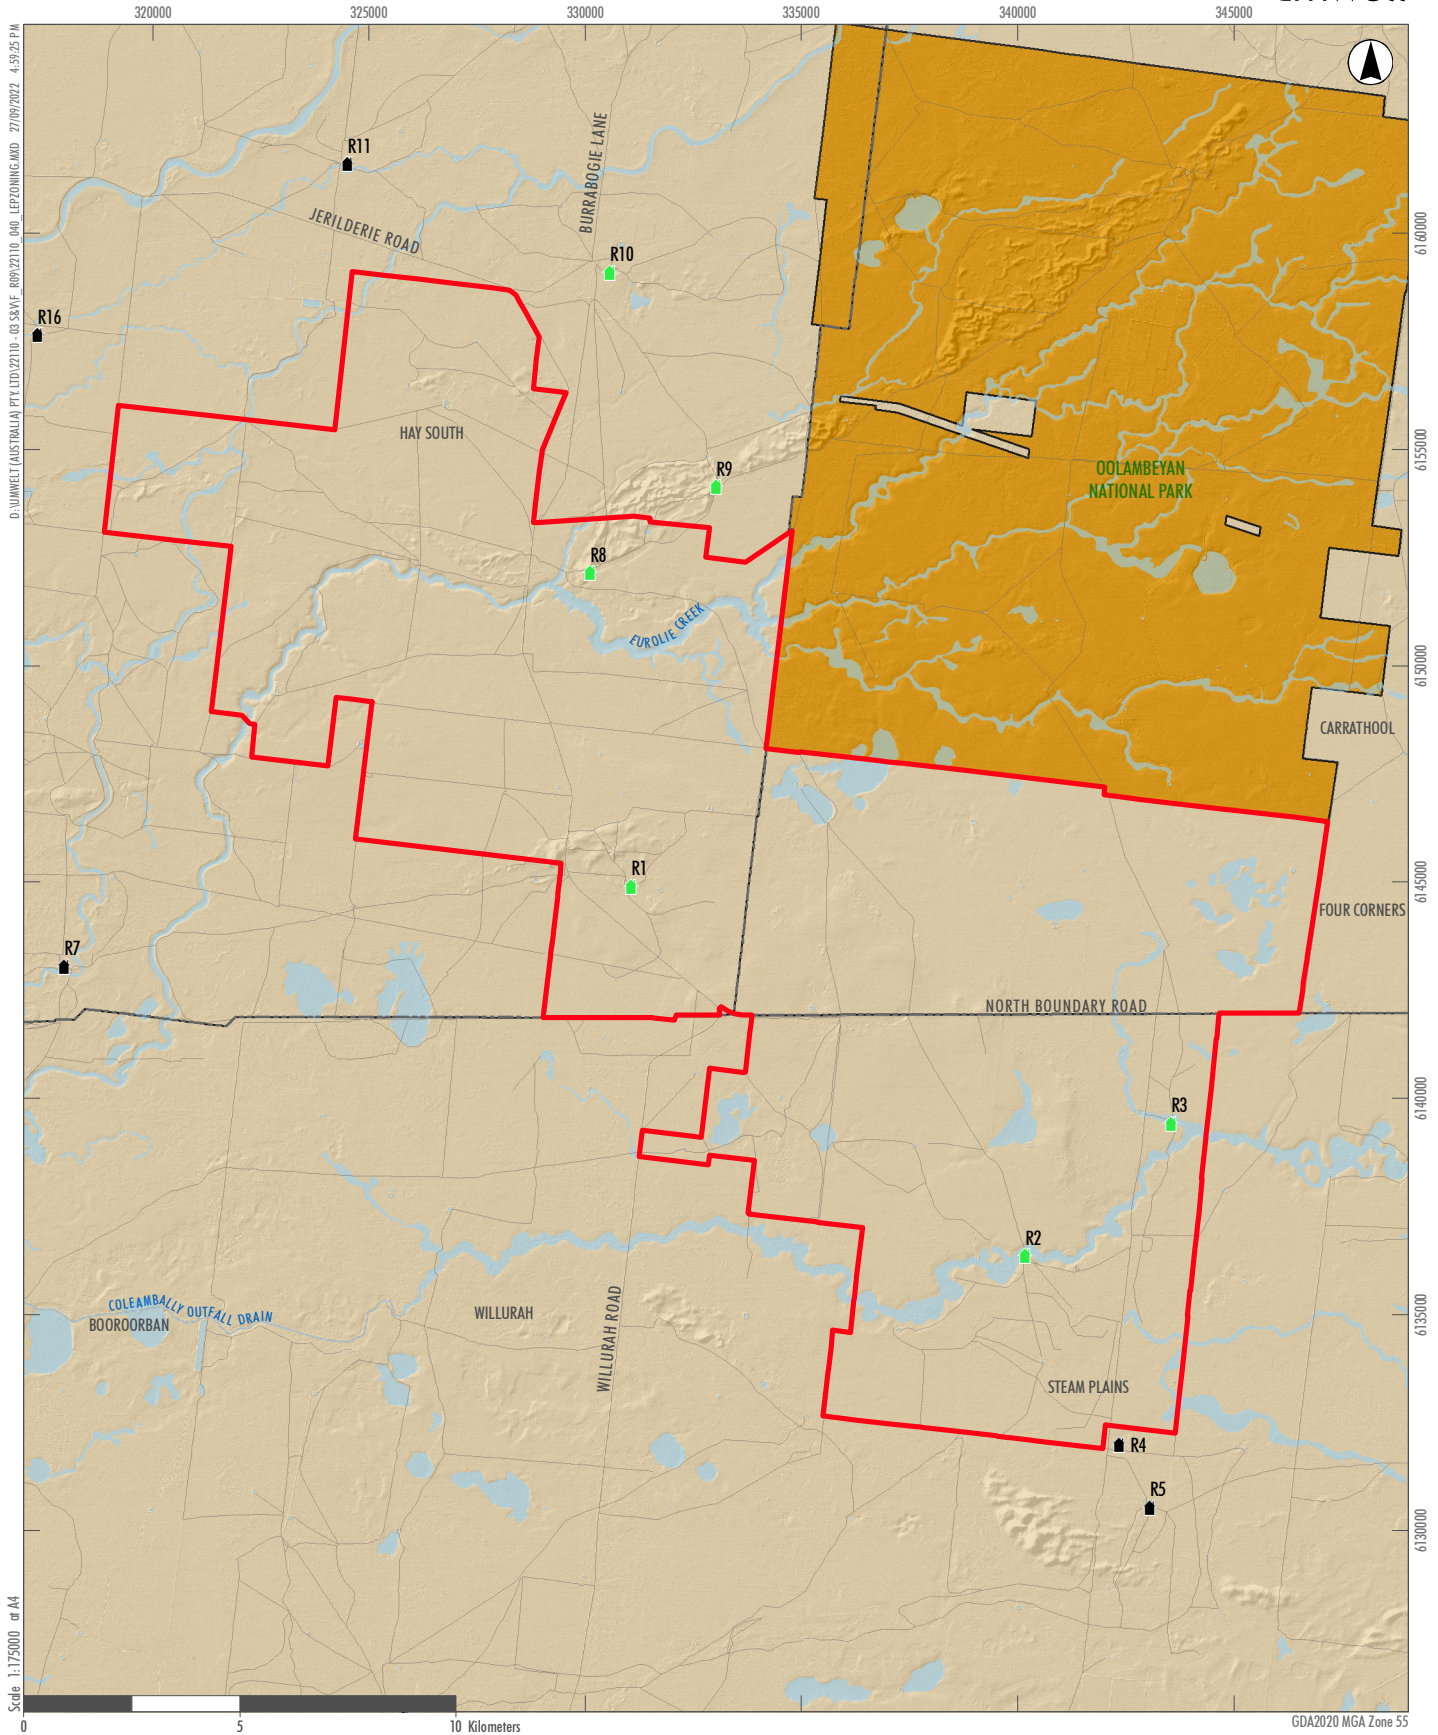 320000
325000
330000
335000
340000
345000
D:\UMWELT (AUSTRALIA) PTY. LTD\22110 - 03 S&V\F_R09\22110_040_LEPZONING.MXD 27/09/2022 4:59:25 PM
R11
BURRABOGIE LANE
JERILDERIE ROAD
6160000
R10
R16
HAY SOUTH
6155000
R9
OOLAMBEYAN
NATIONAL PARK
R8
EUROLIE CREEK
6150000
CARRATHOOL
R1
6145000
FOUR CORNERS
R7
NORTH BOUNDARY ROAD
R3
6140000
R2
COLEAMBALLY OUTFALL DRAIN
BOOROORBAN
WILLURAH
WILLURAH ROAD
6135000
STEAM PLAINS
R4
R5
6130000
Scale 1:175000 at A4
0
5
10 Kilometers
GDA2020 MGA Zone 55